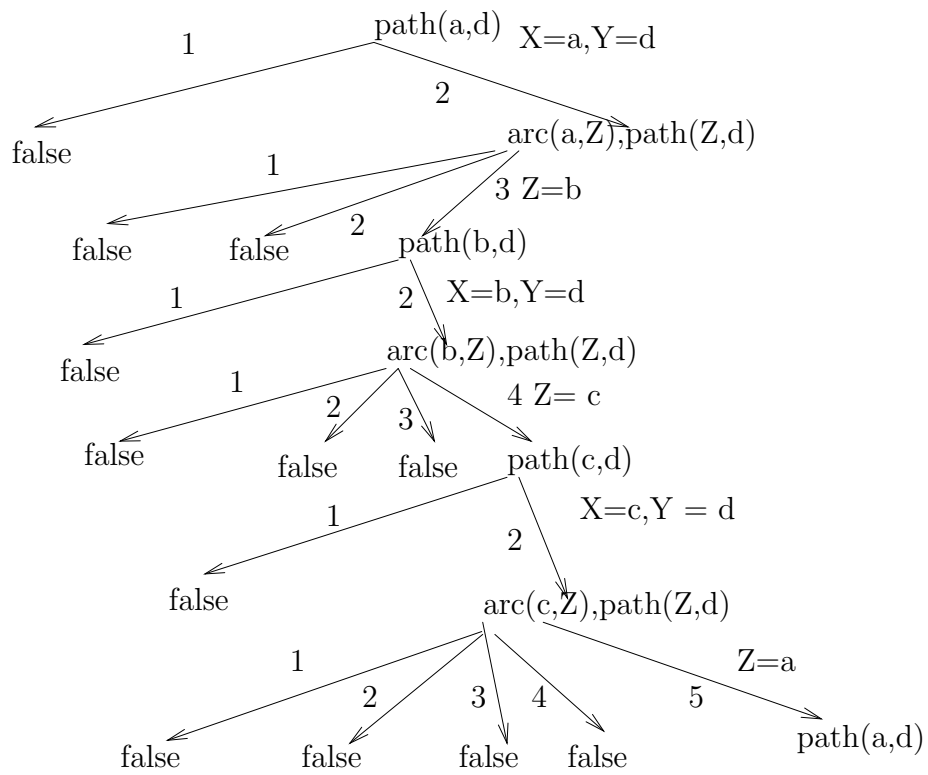 path(a,d) X=a,Y=d
1
2
false
arc(a,Z),path(Z,d)
1
3 Z=b
2
false false path(b,d)
1 2 X=b,Y=d
false arc(b,Z),path(Z,d)
1 2 3 4 Z= c
false false false path(c,d)
1 2 X=c,Y = d
false arc(c,Z),path(Z,d)
1 2 3 4 5 Z=a
false false false false path(a,d)